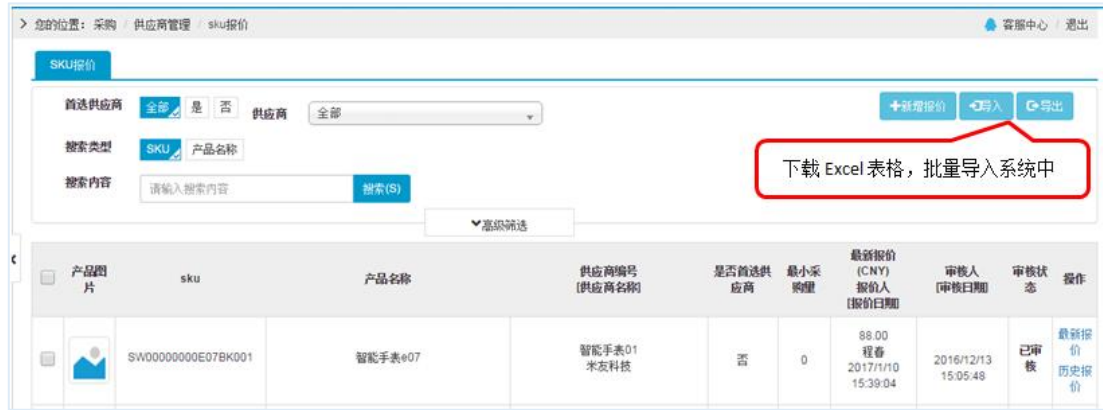 您的位置：采购 / 供应商管理 / sku报价
客服中心 / 退出
SKU报价
首选供应商 全部 是 否 供应商 全部
+新增报价 导入 导出
搜索类型 SKU 产品名称
下载 Excel 表格，批量导入系统中
搜索内容 请输入搜索内容 搜索(S)
高级筛选
产品图片 sku 产品名称 供应商编号 [供应商名称] 是否首选供应商 最小采购量 最新报价 (CNY) 报价人 [报价日期] 审核人 [审核日期] 审核状态 操作
SW00000000E07BK001 智能手表e07 智能手表01 米友科技 否 0 88.00 程春 2017/1/10 15:39:04 2016/12/13 15:05:48 已审核 最新报价 历史报价